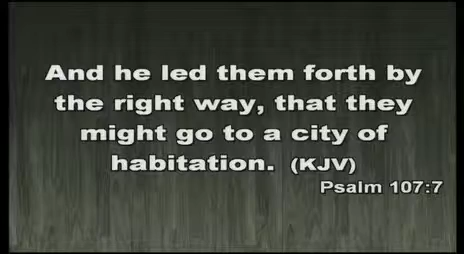 And he led them forth by
the right way, that they
might go to a city of
habitation. (KJV)
Psalm 107:7